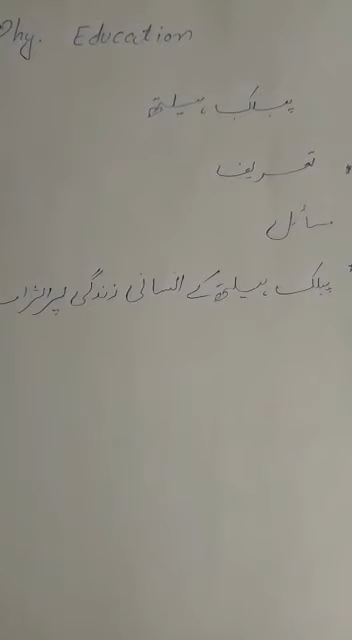 Phy. Education
پبلک ہیلتھ
تعریف
مسائل
پبلک ہیلتھ کے انسانی زندگی پر اثرات